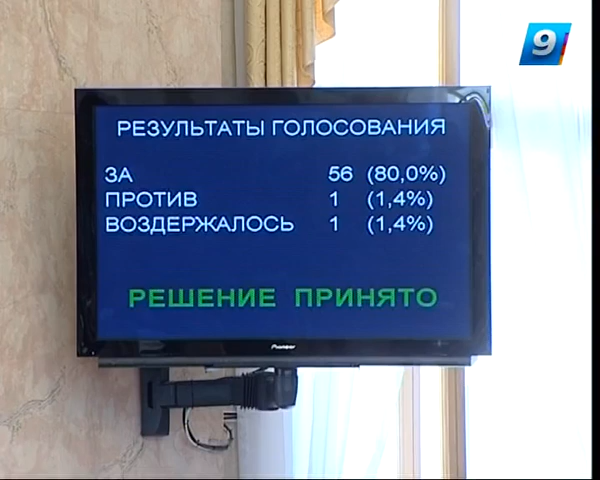 9
РЕЗУЛЬТАТЫ ГОЛОСОВАНИЯ
ЗА 56 (80,0%)
ПРОТИВ 1 (1,4%)
ВОЗДЕРЖАЛОСЬ 1 (1,4%)
РЕШЕНИЕ ПРИНЯТО
Pioneer